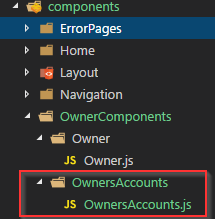 components
ErrorPages
Home
Layout
Navigation
OwnerComponents
Owner
JS Owner.js
OwnersAccounts
JS OwnersAccounts.js